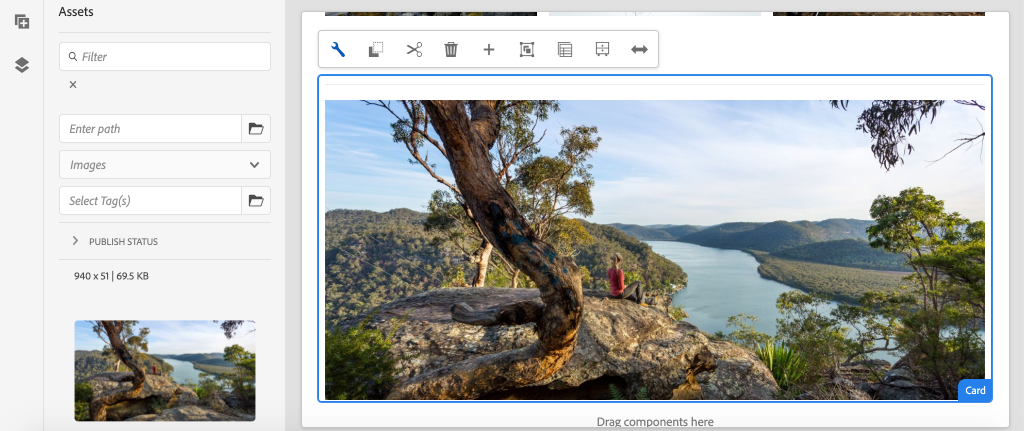 Assets
Filter
Enter path
Images
Select Tag(s)
PUBLISH STATUS
940 x 51 | 69.5 KB
Card
Drag components here